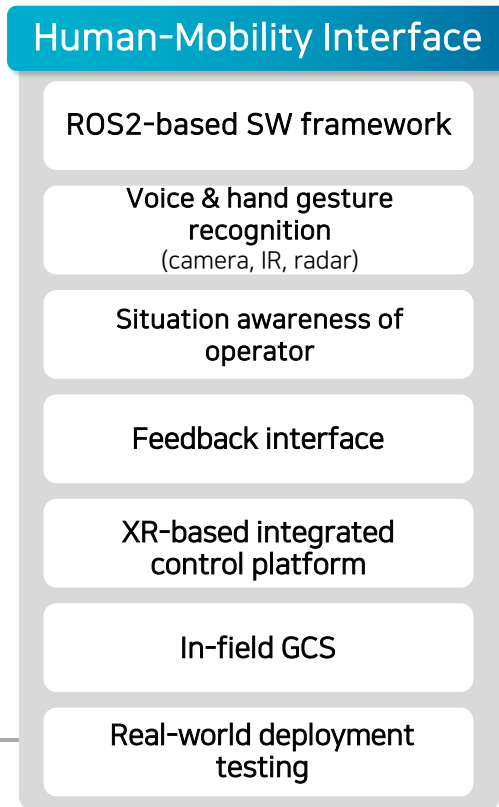 Human-Mobility Interface
ROS2-based SW framework
Voice & hand gesture
recognition
(camera, IR, radar)
Situation awareness of
operator
Feedback interface
XR-based integrated
control platform
In-field GCS
Real-world deployment
testing